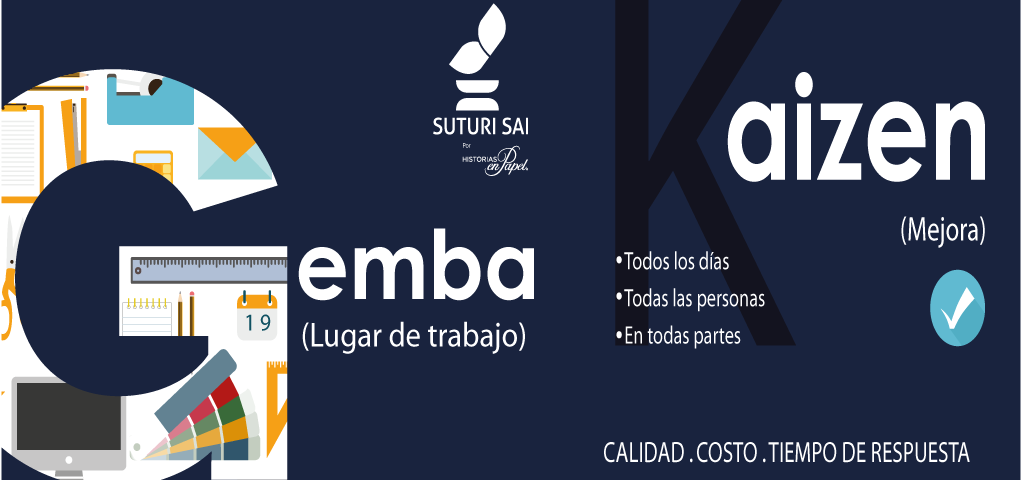 SUTURI SAI
Por
HISTORIAS
en Papel
Gemba
(Lugar de trabajo)
19
Kaizen
(Mejora)
•Todos los días
•Todas las personas
•En todas partes
CALIDAD . COSTO . TIEMPO DE RESPUESTA